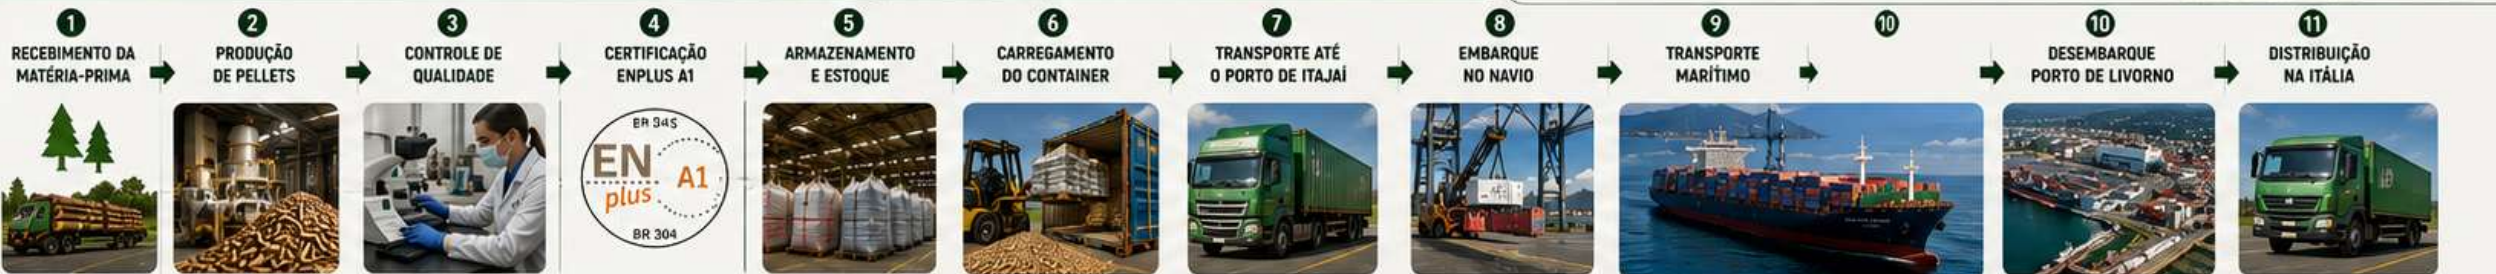 1
RECEBIMENTO DA
MATÉRIA-PRIMA
2
PRODUÇÃO
DE PELLETS
3
CONTROLE DE
QUALIDADE
4
CERTIFICAÇÃO
ENPLUS A1
BR 34S
EN
plus
A1
BR 304
5
ARMAZENAMENTO
E ESTOQUE
6
CARREGAMENTO
DO CONTAINER
7
TRANSPORTE ATÉ
O PORTO DE ITAJAÍ
8
EMBARQUE
NO NAVIO
9
TRANSPORTE
MARÍTIMO
10
10
DESEMBARQUE
PORTO DE LIVORNO
11
DISTRIBUIÇÃO
NA ITÁLIA